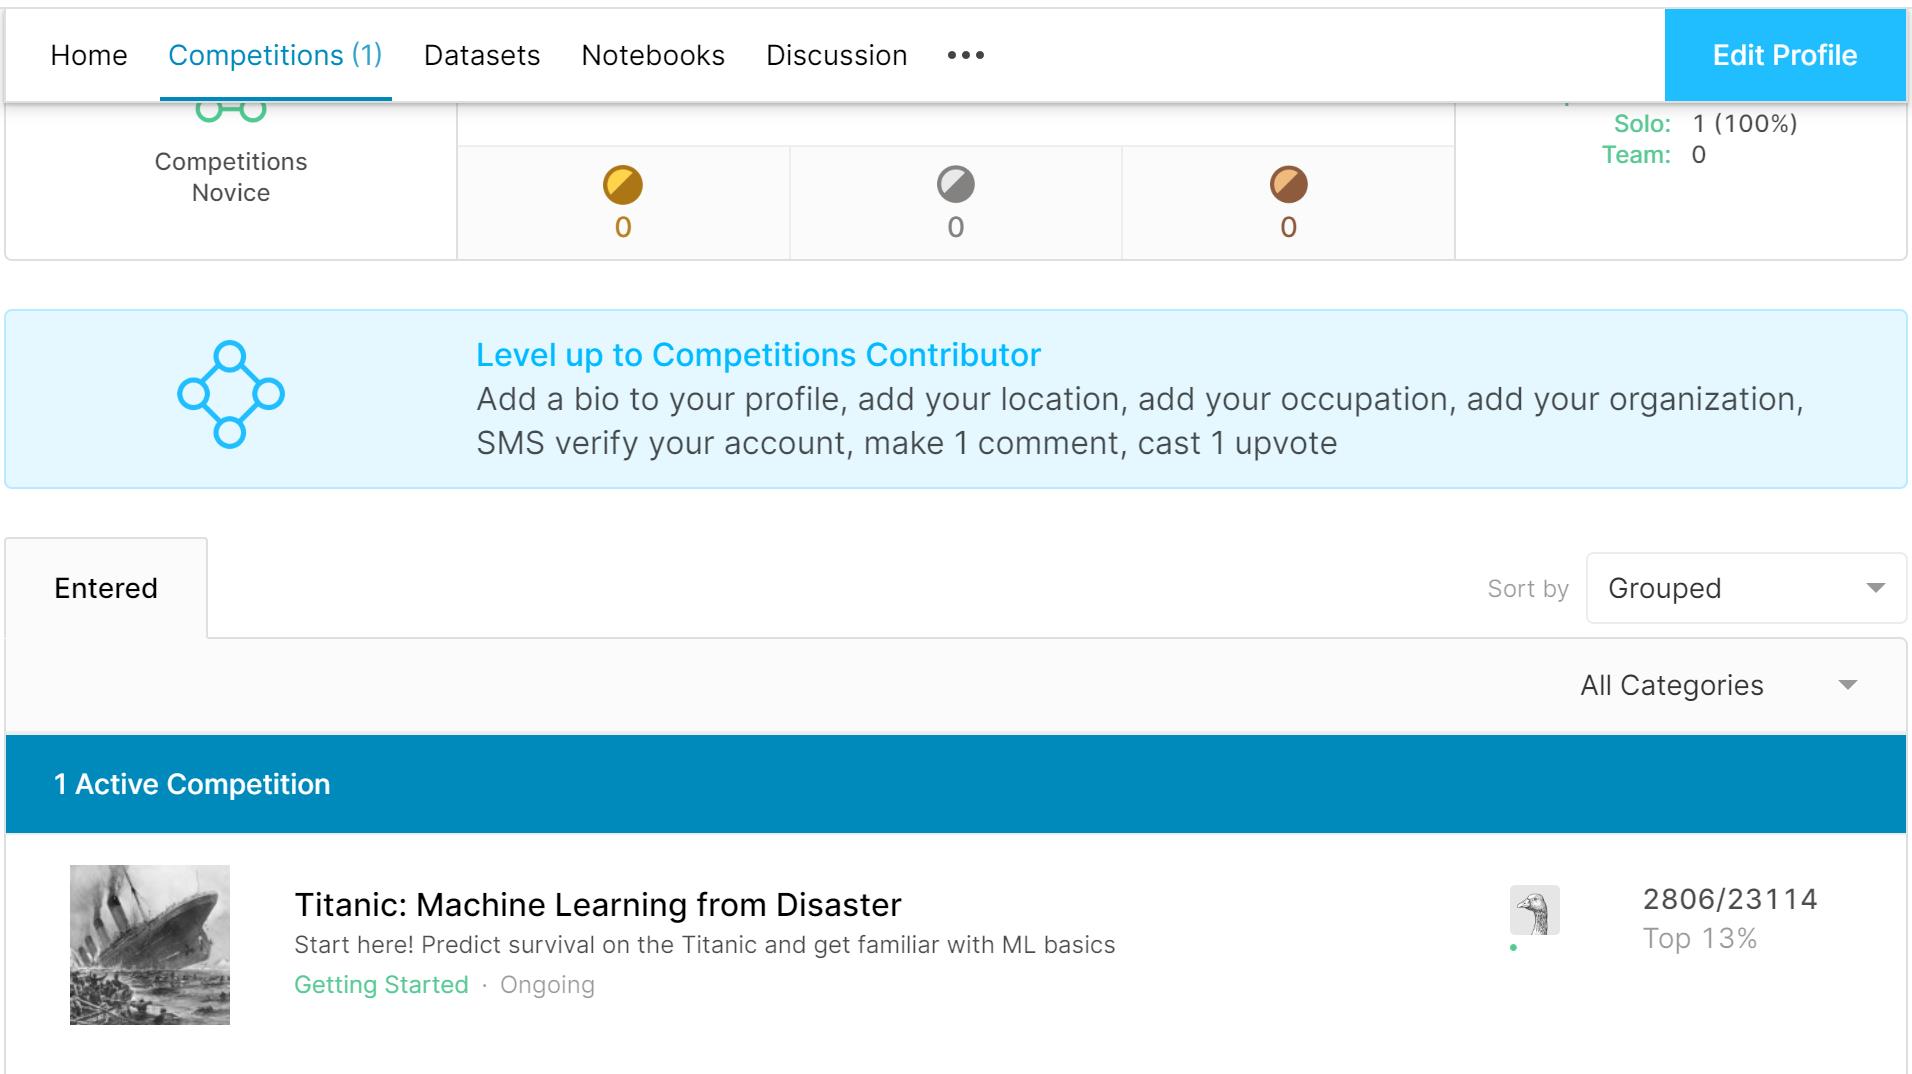 Home Competitions (1) Datasets Notebooks Discussion ••• Edit Profile
Solo: 1 (100%)
Team: 0
Competitions
Novice
0 0 0
Level up to Competitions Contributor
Add a bio to your profile, add your location, add your occupation, add your organization,
SMS verify your account, make 1 comment, cast 1 upvote
Entered Sort by Grouped
All Categories
1 Active Competition
Titanic: Machine Learning from Disaster
Start here! Predict survival on the Titanic and get familiar with ML basics
Getting Started · Ongoing
2806/23114
Top 13%